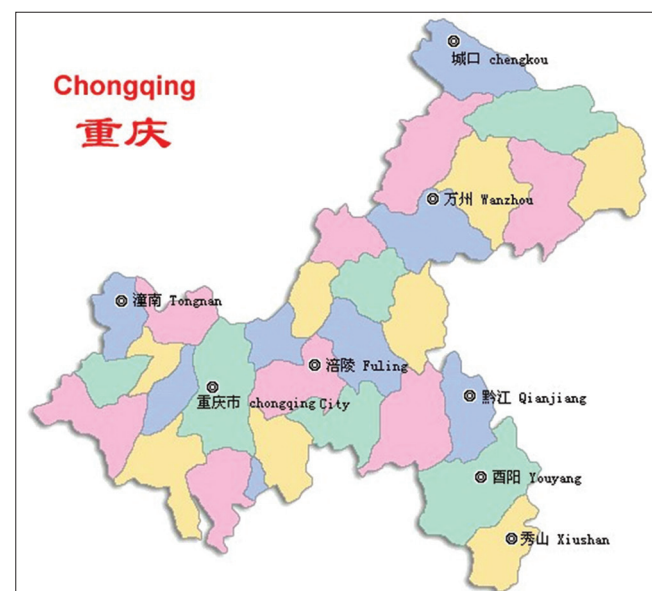 Chongqing
重庆
城口 chengkou
万州 Wanzhou
潼南 Tongnan
涪陵 Fuling
重庆市 chongqing City
黔江 Qianjiang
酉阳 Youyang
秀山 Xiushan